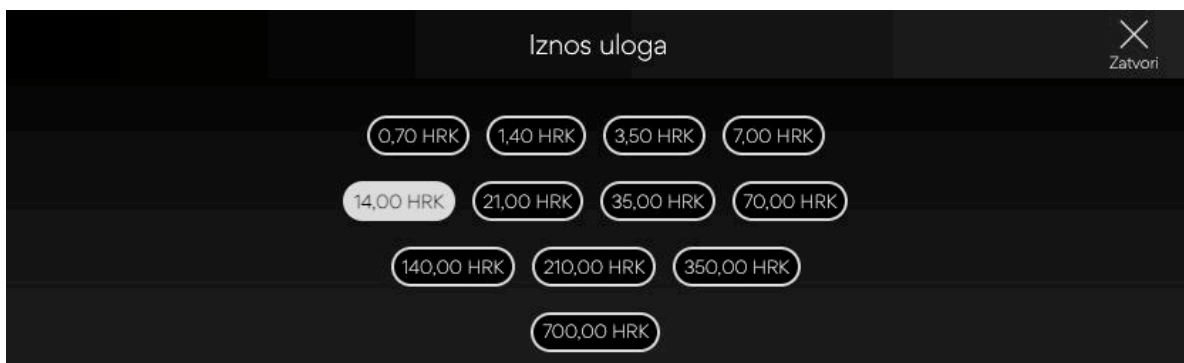 Iznos uloga
Zatvori
0,70 HRK 1,40 HRK 3,50 HRK 7,00 HRK
14,00 HRK 21,00 HRK 35,00 HRK 70,00 HRK
140,00 HRK 210,00 HRK 350,00 HRK
700,00 HRK